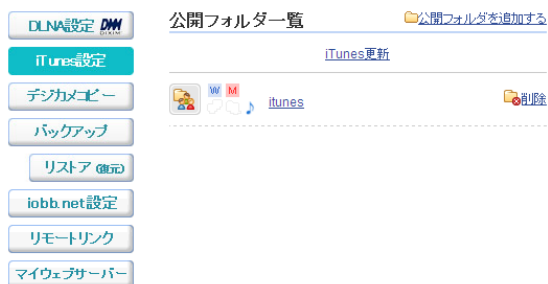 DLNA設定 DiXiM
iTunes設定
デジカメコピー
バックアップ
リストア (復元)
iobb.net設定
リモートリンク
マイウェブサーバー
公開フォルダ一覧
公開フォルダを追加する
iTunes更新
W M
itunes
削除